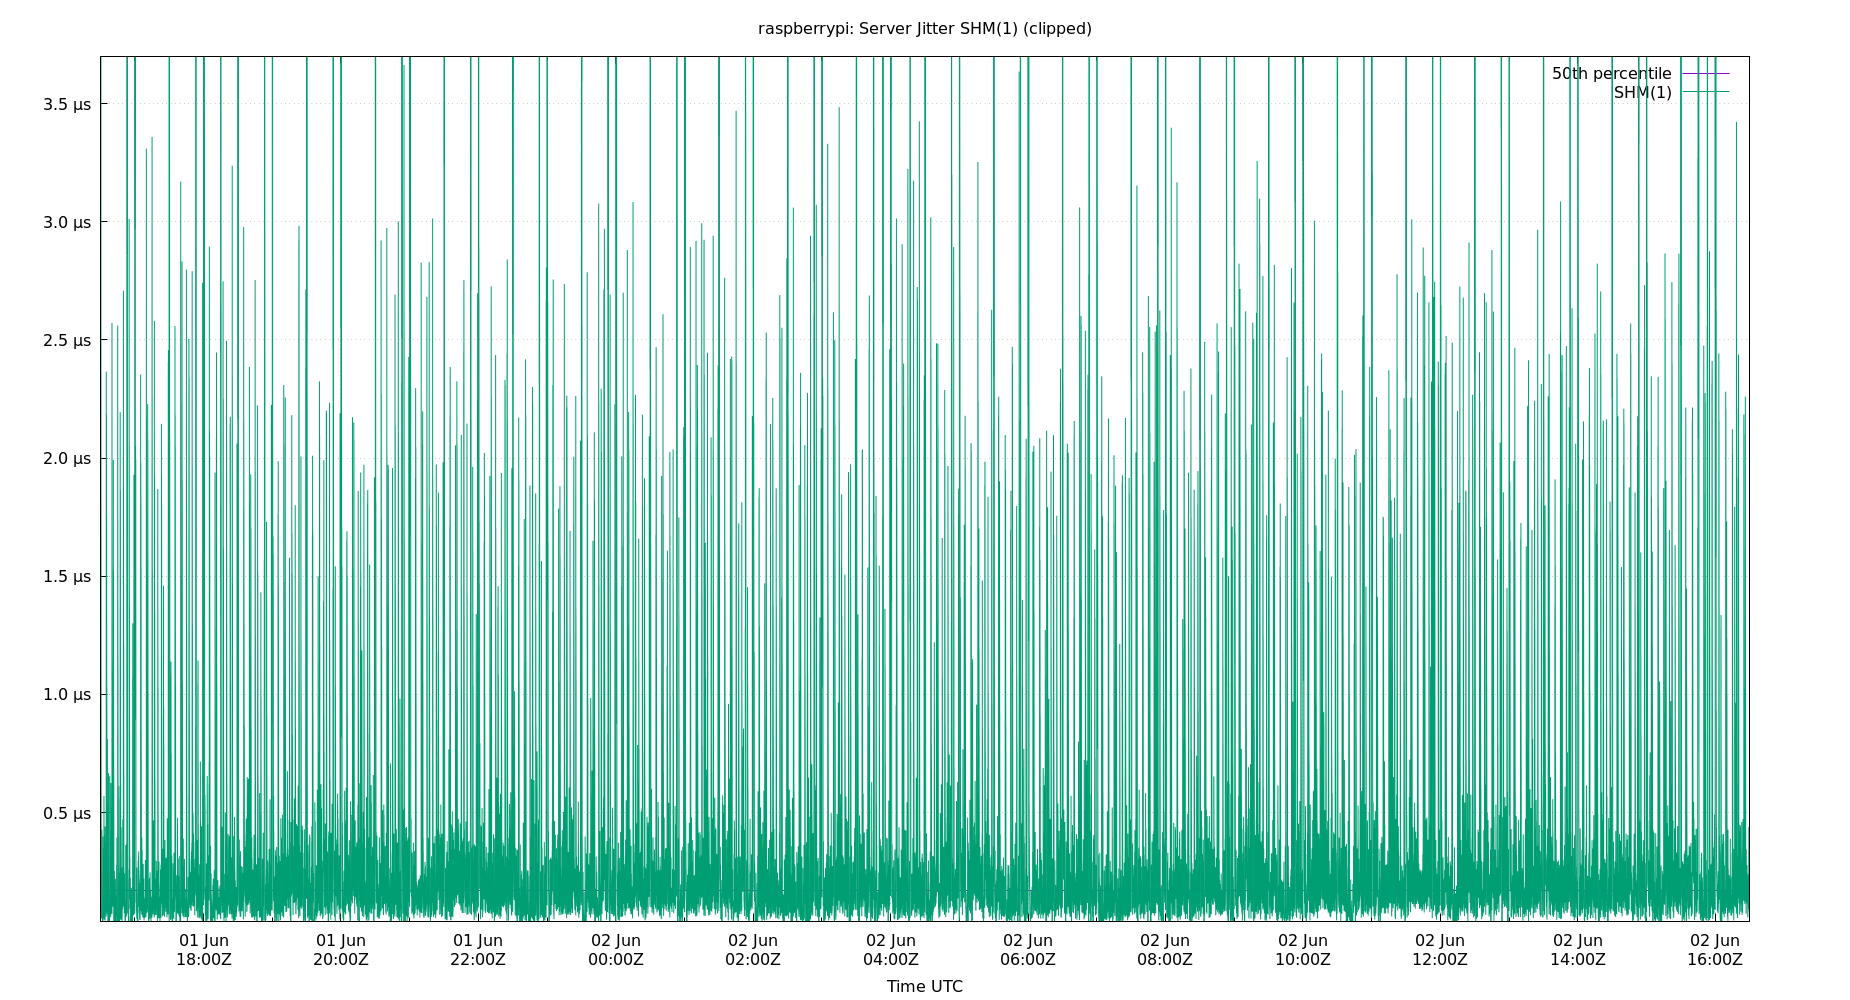 raspberrypi: Server Jitter SHM(1) (clipped)
50th percentile
SHM(1)
3.5 µs
3.0 µs
2.5 µs
2.0 µs
1.5 µs
1.0 µs
0.5 µs
01 Jun 01 Jun 01 Jun 02 Jun 02 Jun 02 Jun 02 Jun 02 Jun 02 Jun 02 Jun 02 Jun 02 Jun
18:00Z 20:00Z 22:00Z 00:00Z 02:00Z 04:00Z 06:00Z 08:00Z 10:00Z 12:00Z 14:00Z 16:00Z
Time UTC